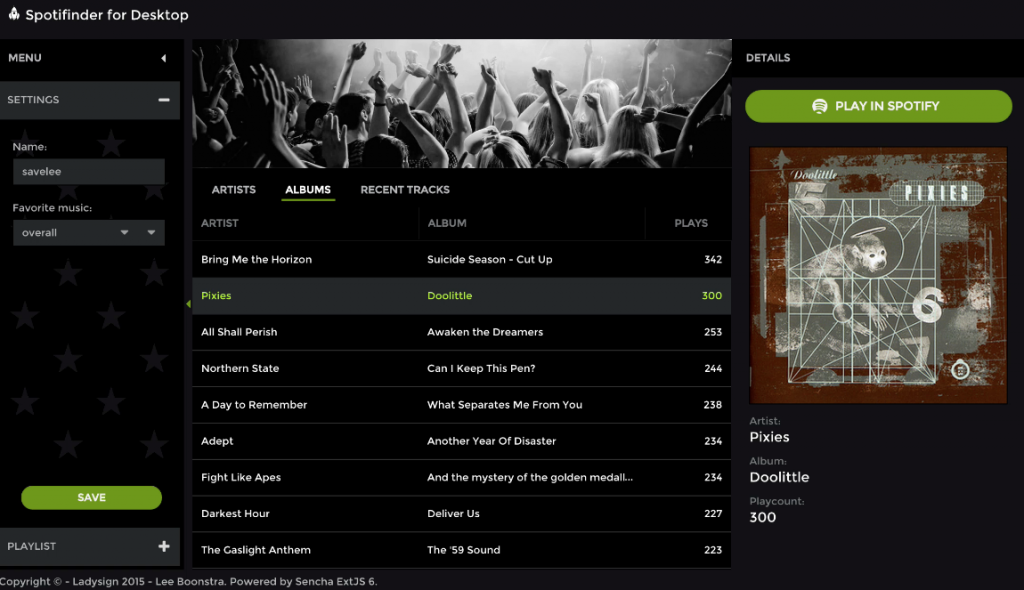 Spotifinder for Desktop
MENU
SETTINGS
Name:
savelee
Favorite music:
overall
SAVE
PLAYLIST
ARTISTS ALBUMS RECENT TRACKS
ARTIST ALBUM PLAYS
Bring Me the Horizon Suicide Season - Cut Up 342
Pixies Doolittle 300
All Shall Perish Awaken the Dreamers 253
Northern State Can I Keep This Pen? 244
A Day to Remember What Separates Me From You 238
Adept Another Year Of Disaster 234
Fight Like Apes And the mystery of the golden medall... 234
Darkest Hour Deliver Us 227
The Gaslight Anthem The '59 Sound 223
DETAILS
PLAY IN SPOTIFY
Doolittle
PIXIES
5
6
7
Artist:
Pixies
Album:
Doolittle
Playcount:
300
Copyright © - Ladysign 2015 - Lee Boonstra. Powered by Sencha ExtJS 6.